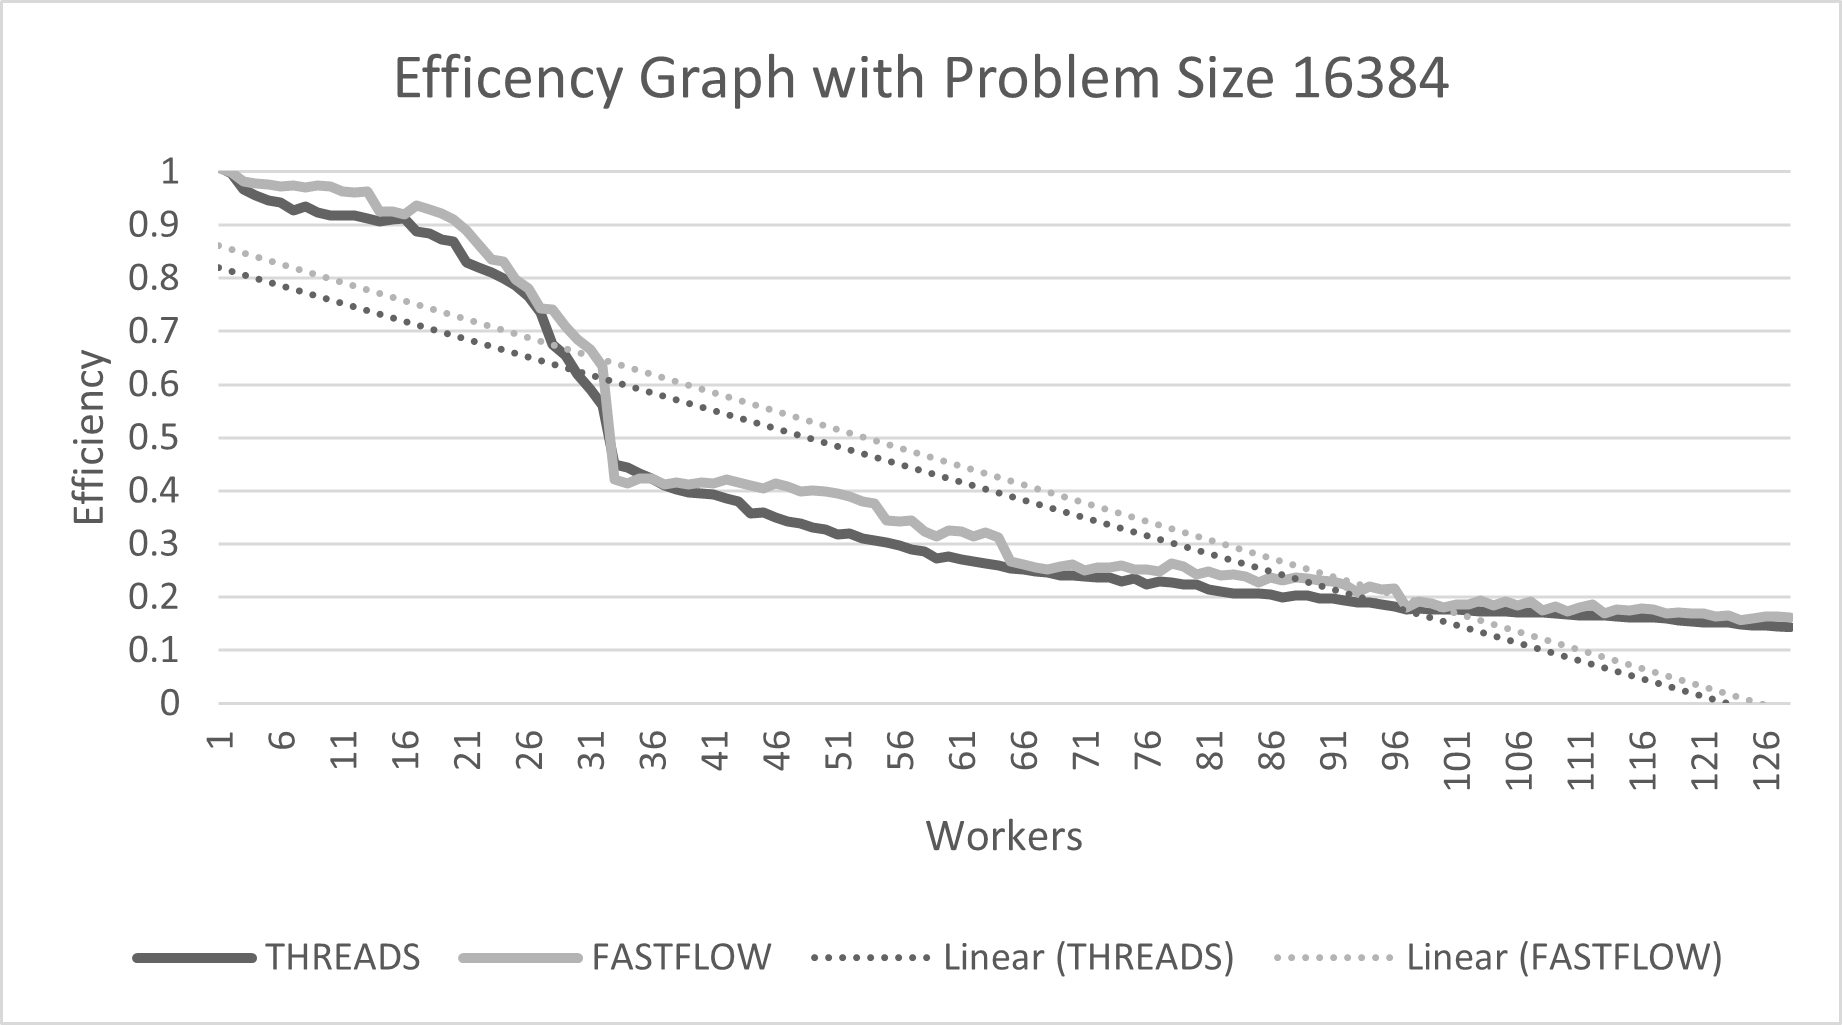 Efficency Graph with Problem Size 16384
1
0.9
0.8
0.7
0.6
0.5
0.4
0.3
0.2
0.1
0
Efficiency
1 6 11 16 21 26 31 36 41 46 51 56 61 66 71 76 81 86 91 96 101 106 111 116 121 126
Workers
THREADS FASTFLOW Linear (THREADS) Linear (FASTFLOW)